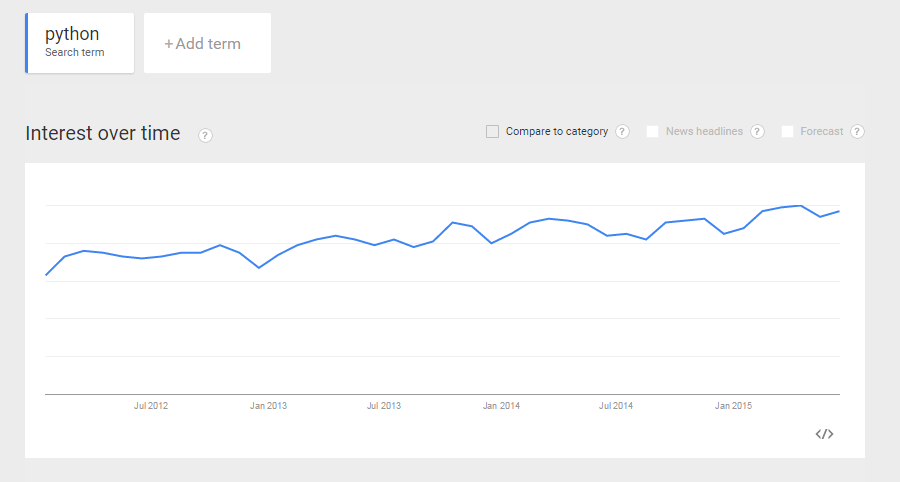 python
Search term
+Add term
Interest over time ?
Compare to category ? News headlines ? Forecast ?
Jul 2012 Jan 2013 Jul 2013 Jan 2014 Jul 2014 Jan 2015
</>